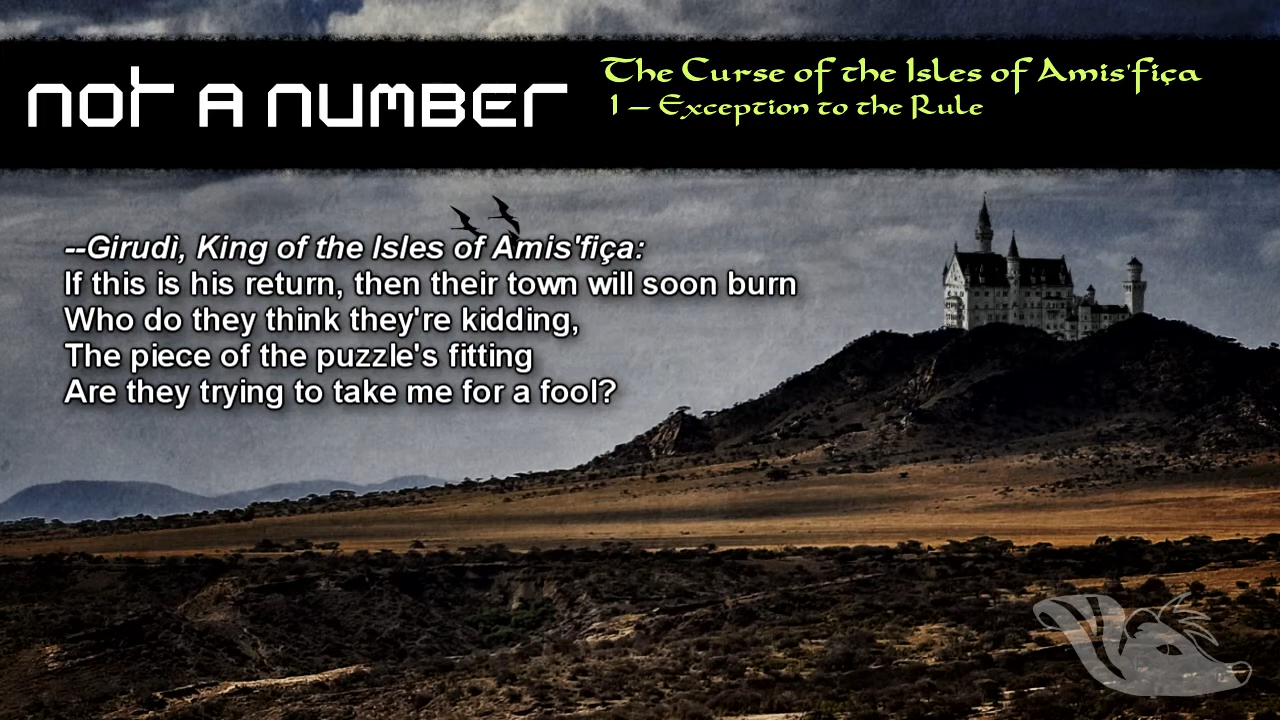 not a number
The Curse of the Isles of Amis'fiça
1 – Exception to the Rule
--Girudì, King of the Isles of Amis'fiça:
If this is his return, then their town will soon burn
Who do they think they're kidding,
The piece of the puzzle's fitting
Are they trying to take me for a fool?